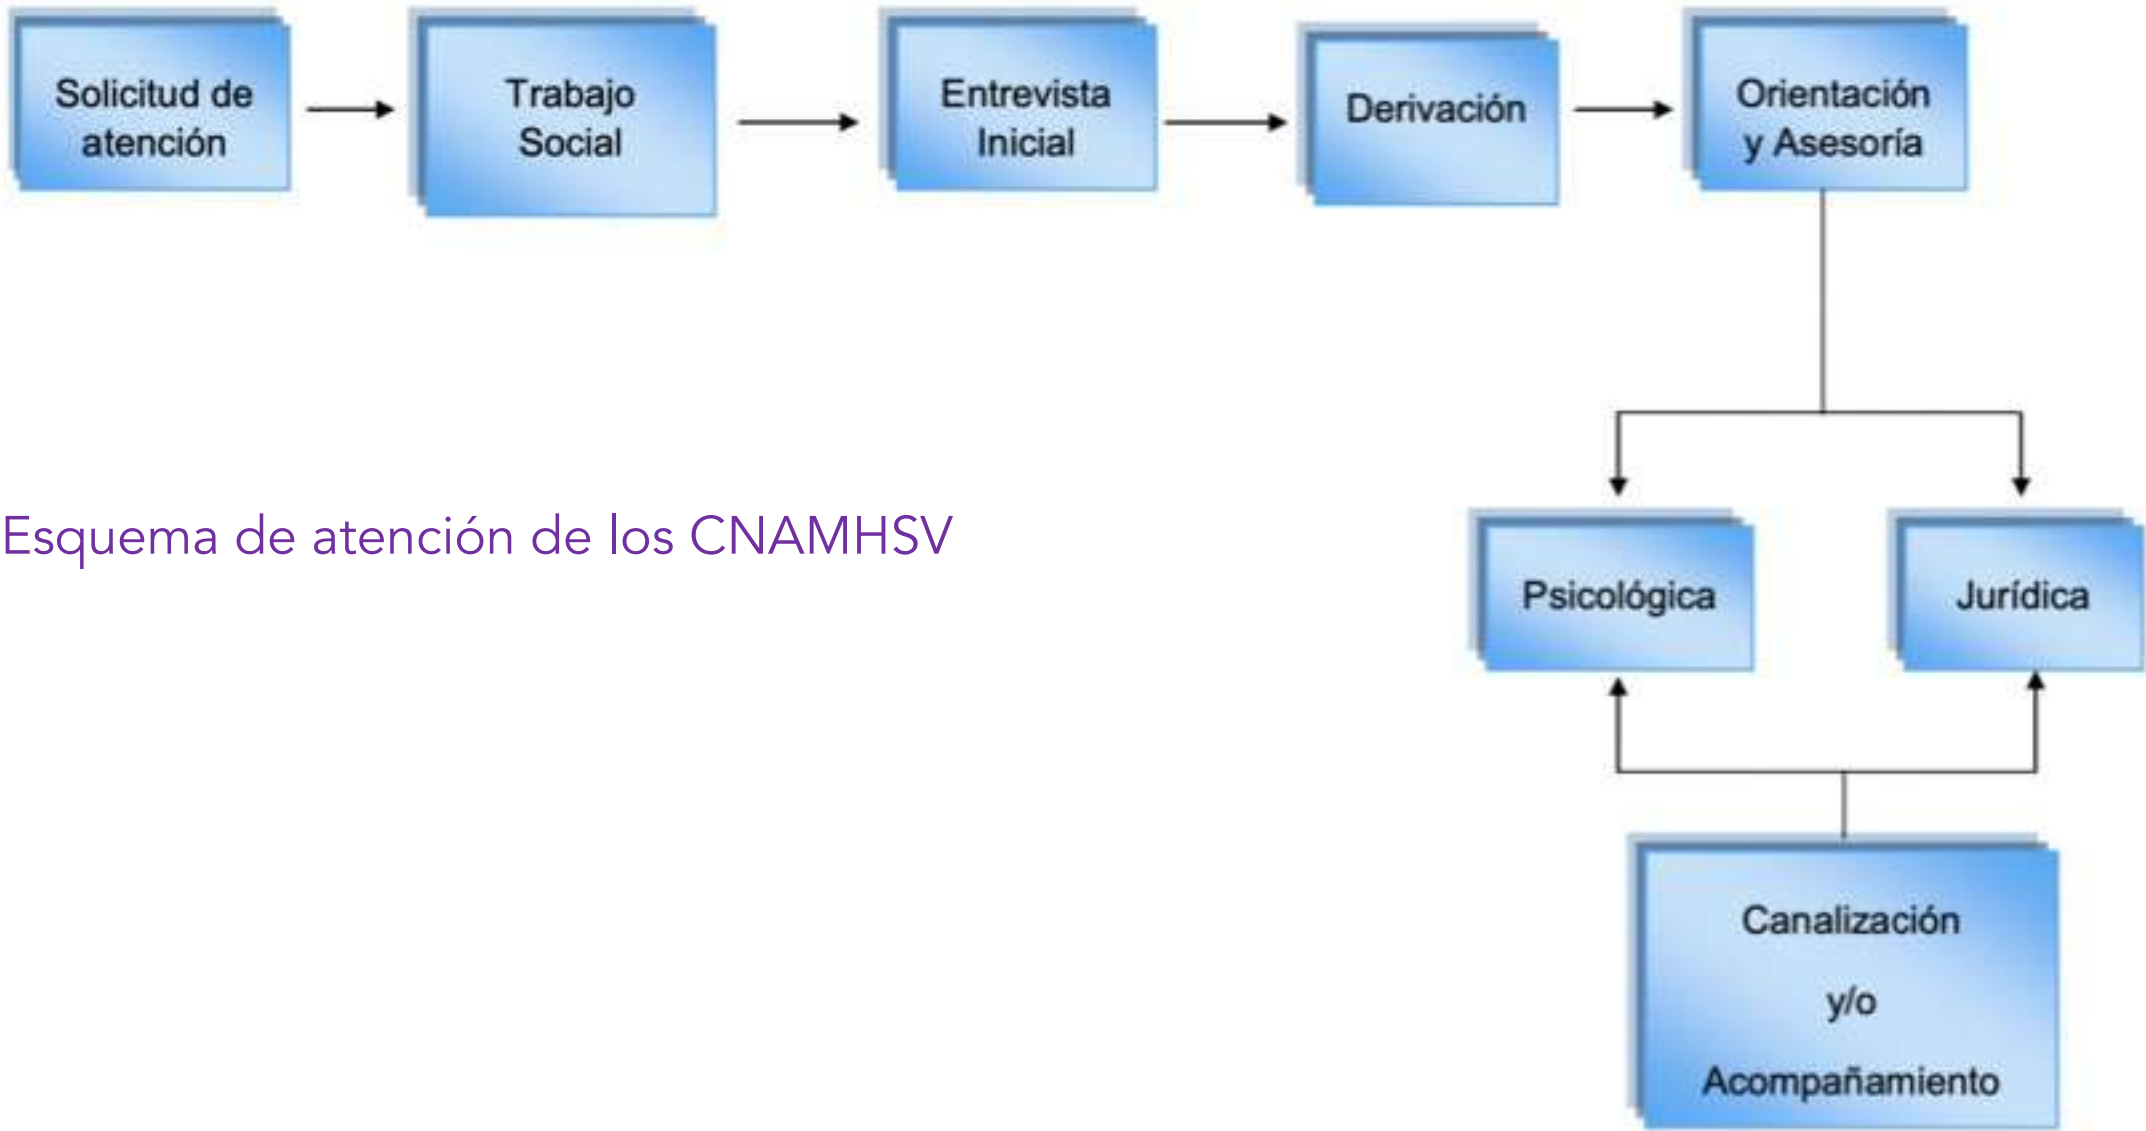 Solicitud de
atención
Trabajo
Social
Entrevista
Inicial
Derivación
Orientación
y Asesoría
Esquema de atención de los CNAMHSV
Psicológica
Jurídica
Canalización
y/o
Acompañamiento